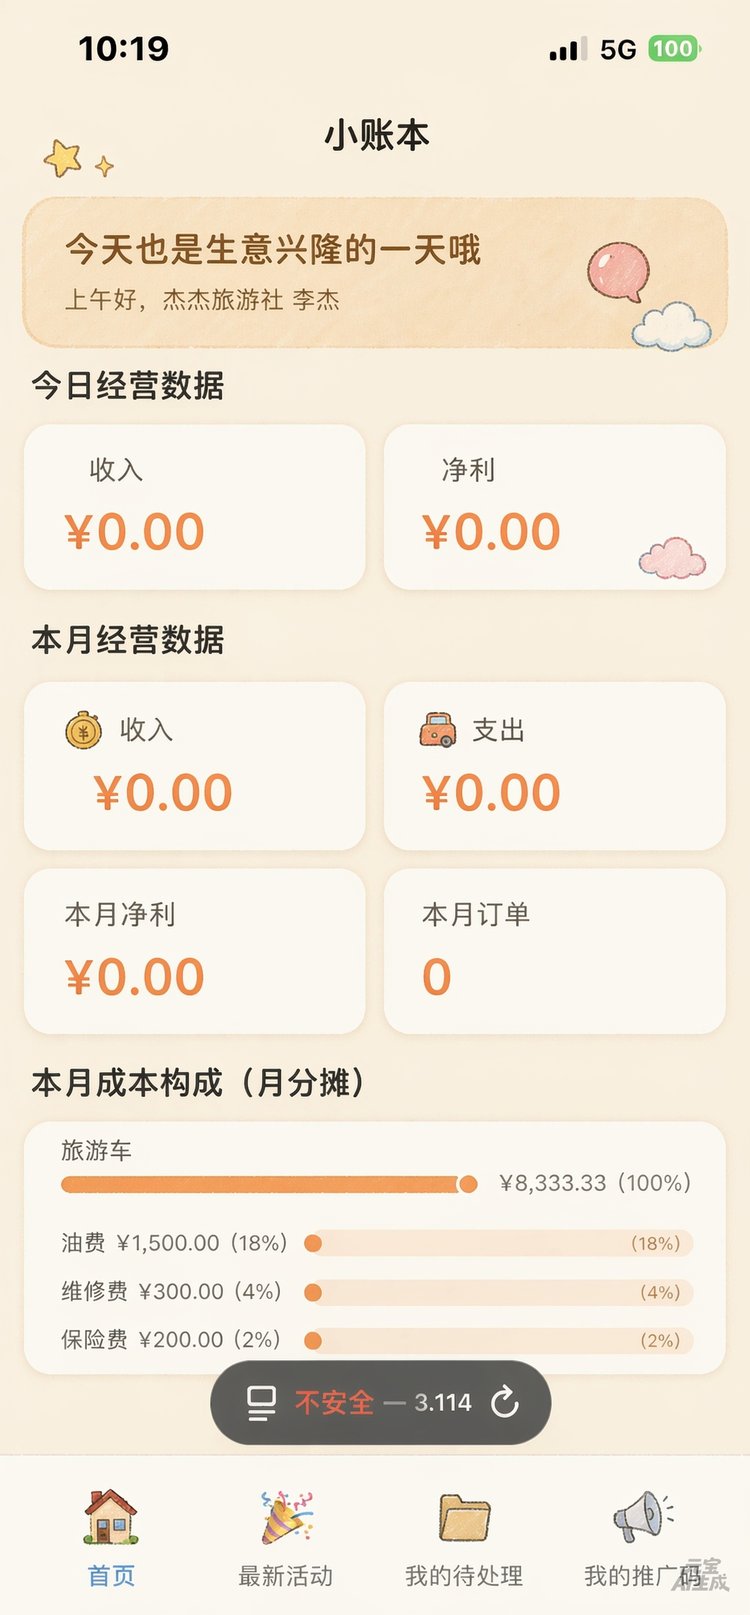 10:19
5G 100
小账本
今天也是生意兴隆的一天哦
上午好，杰杰旅游社 李杰
今日经营数据
收入
¥0.00
净利
¥0.00
本月经营数据
¥ 收入
¥0.00
支出
¥0.00
本月净利
¥0.00
本月订单
0
本月成本构成（月分摊）
旅游车
¥8,333.33 (100%)
油费 ¥1,500.00 (18%) (18%)
维修费 ¥300.00 (4%) (4%)
保险费 ¥200.00 (2%) (2%)
不安全 — 3.114
首页
最新活动
我的待处理
我的推广码
元宝
AI生成